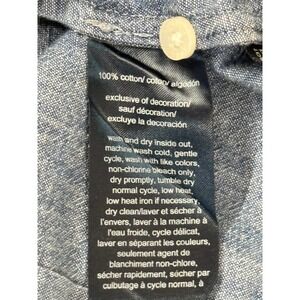 100% cotton/ coton/ algodón
exclusive of decoration/
sauf décoration/
excluye la decoración
wash and dry inside out,
machine wash cold, gentle
cycle, wash with like colors,
non-chlorine bleach only,
dry promptly, tumble dry
normal cycle, low heat,
low heat iron if necessary,
dry clean/laver et sécher à
l'envers, laver à la machine à
l'eau froide, cycle délicat,
laver en séparant les couleurs,
seulement agent de
blanchiment non-chlore,
sécher rapidement, sécher par
culbutage à cycle normal, à